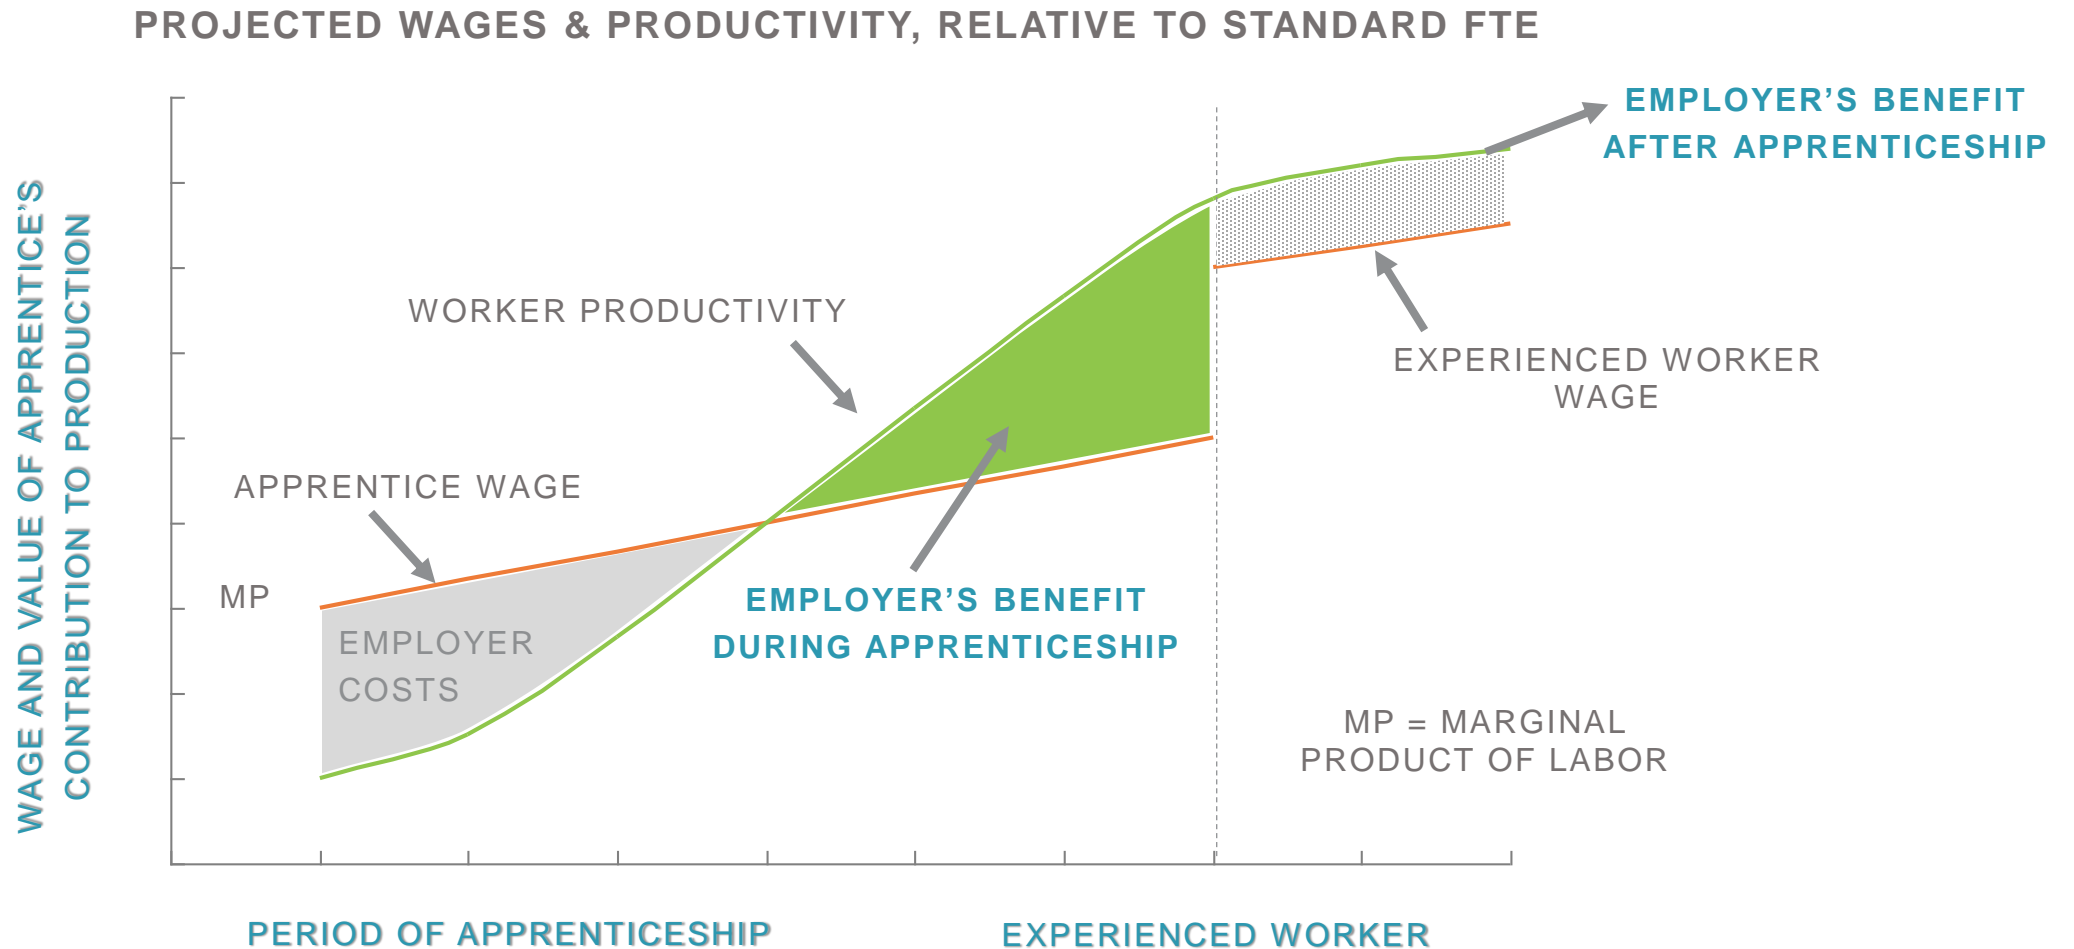 PROJECTED WAGES & PRODUCTIVITY, RELATIVE TO STANDARD FTE
EMPLOYER’S BENEFIT
AFTER APPRENTICESHIP
WAGE AND VALUE OF APPRENTICE’S
CONTRIBUTION TO PRODUCTION
WORKER PRODUCTIVITY
EXPERIENCED WORKER
WAGE
APPRENTICE WAGE
MP
EMPLOYER
COSTS
EMPLOYER’S BENEFIT
DURING APPRENTICESHIP
MP = MARGINAL
PRODUCT OF LABOR
PERIOD OF APPRENTICESHIP
EXPERIENCED WORKER